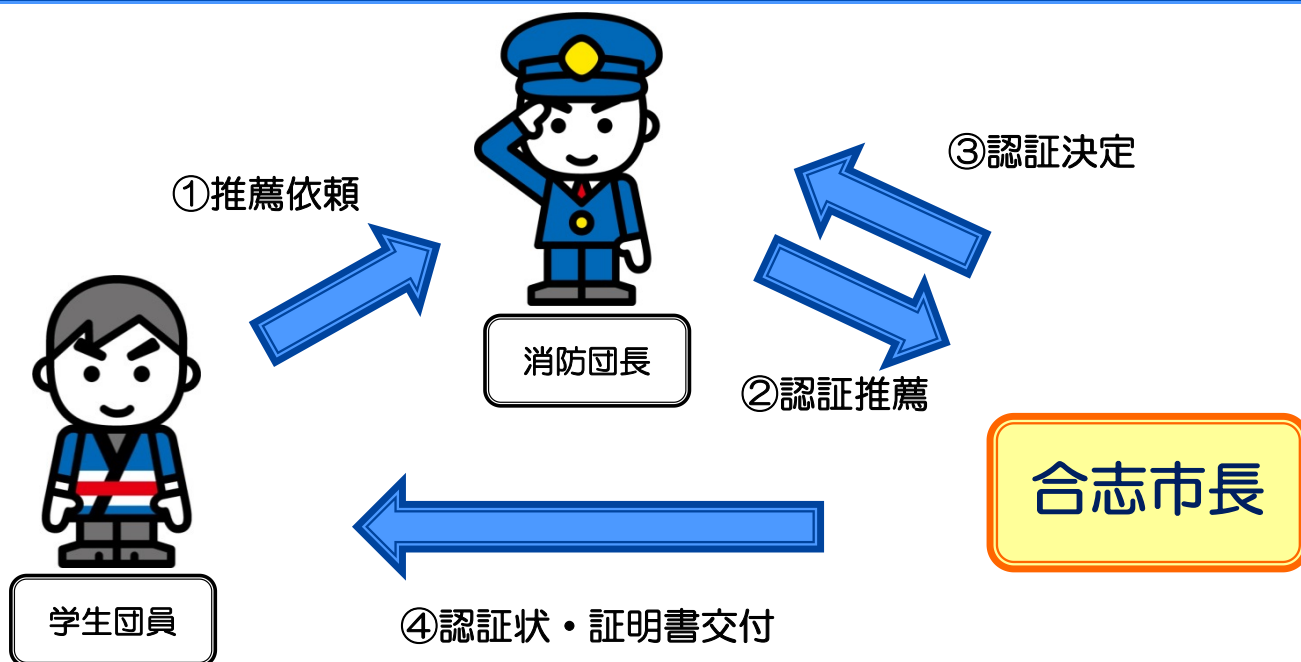 ③認証決定
①推薦依頼
消防団長
②認証推薦
合志市長
学生団員
④認証状・証明書交付